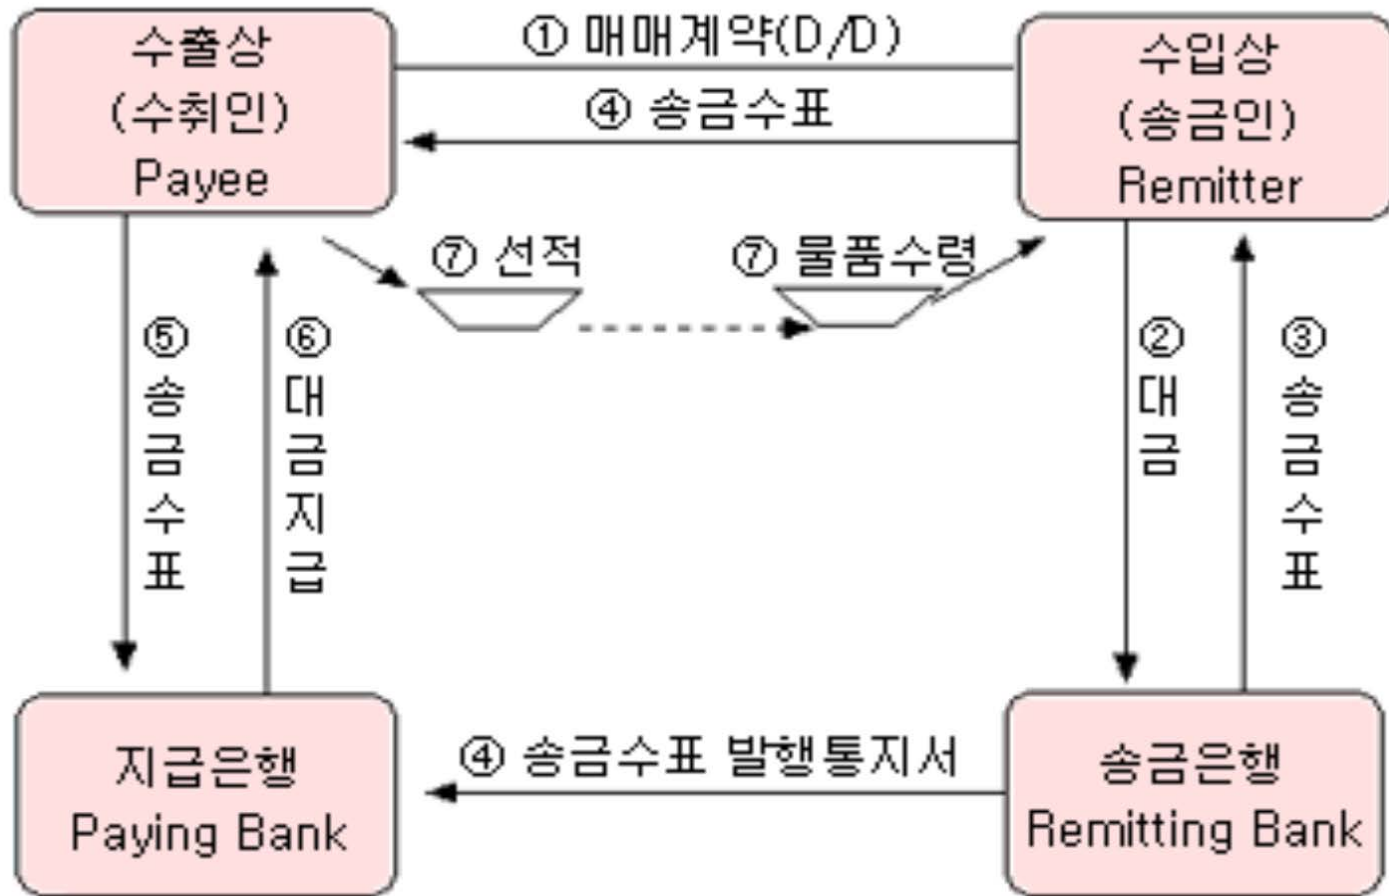 수출상
(수취인)
Payee
① 매매계약(D/D)
④ 송금수표
수입상
(송금인)
Remitter
⑦ 선적
⑦ 물품수령
⑤ 송금수표
⑥ 대금지급
② 대금
③ 송금수표
지급은행
Paying Bank
④ 송금수표 발행통지서
송금은행
Remitting Bank